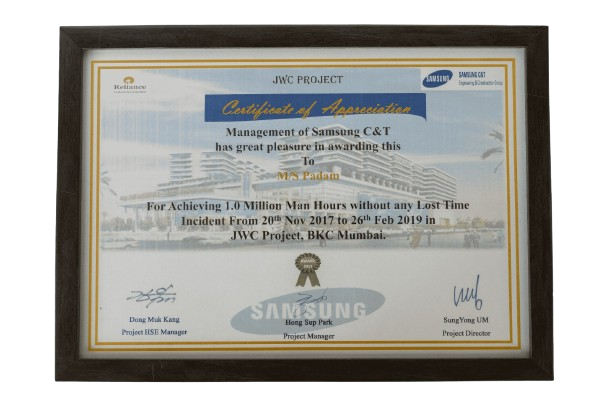 JWC PROJECT
Reliance
SAMSUNG
SAMSUNG C&T
Engineering & Construction Group
Certificate of Appreciation
Management of Samsung C&T
has great pleasure in awarding this
To
M/S Padam
For Achieving 1.0 Million Man Hours without any Lost Time
Incident From 20th Nov 2017 to 26th Feb 2019 in
JWC Project, BKC Mumbai.
AWARD
SAMSUNG
Dong Muk Kang
Project HSE Manager
Hong Sup Park
Project Manager
SungYong UM
Project Director